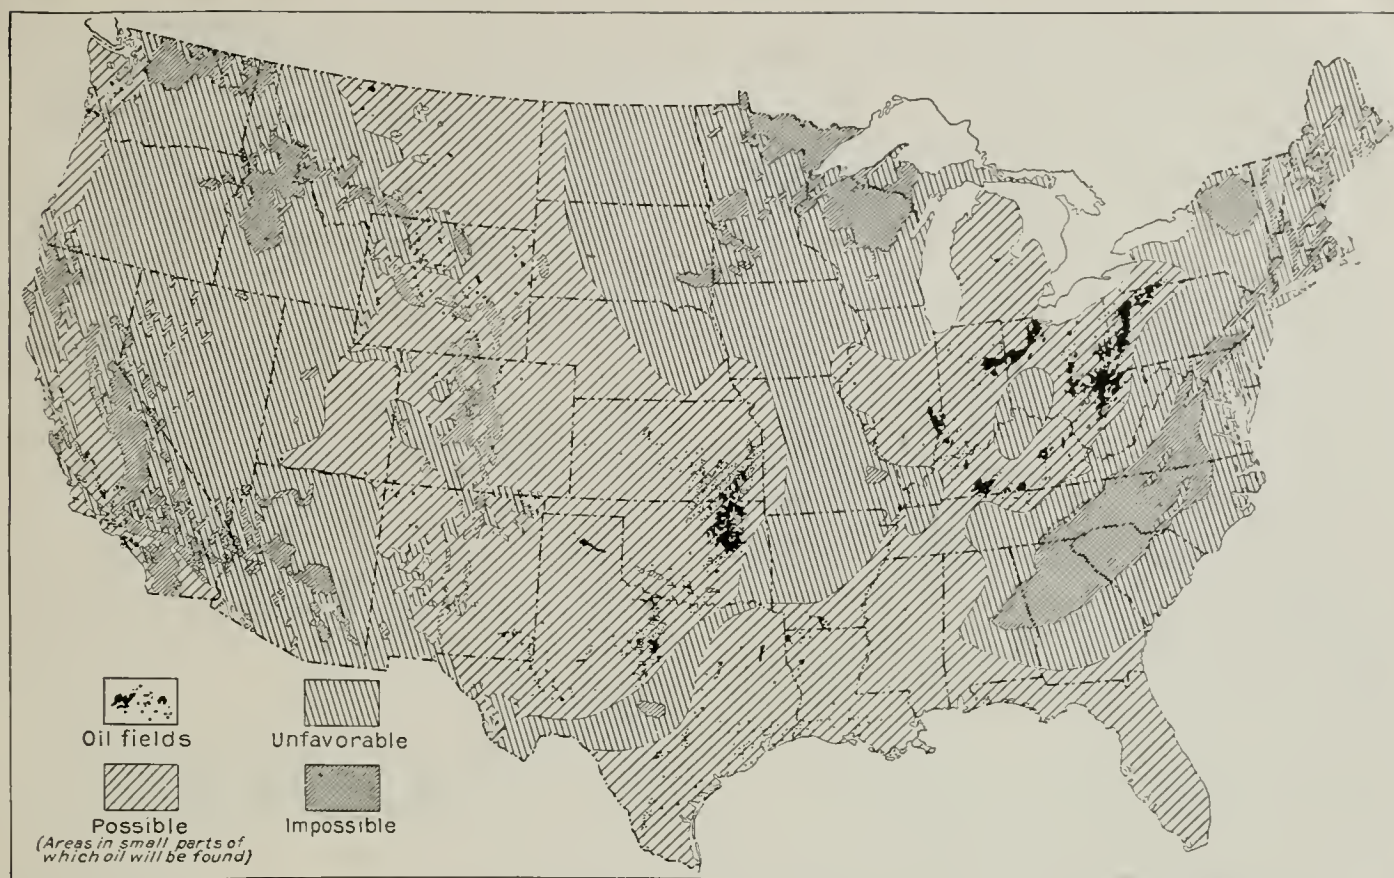 Oil fields
Unfavorable
Possible
(Areas in small parts of
which oil will be found)
Impossible